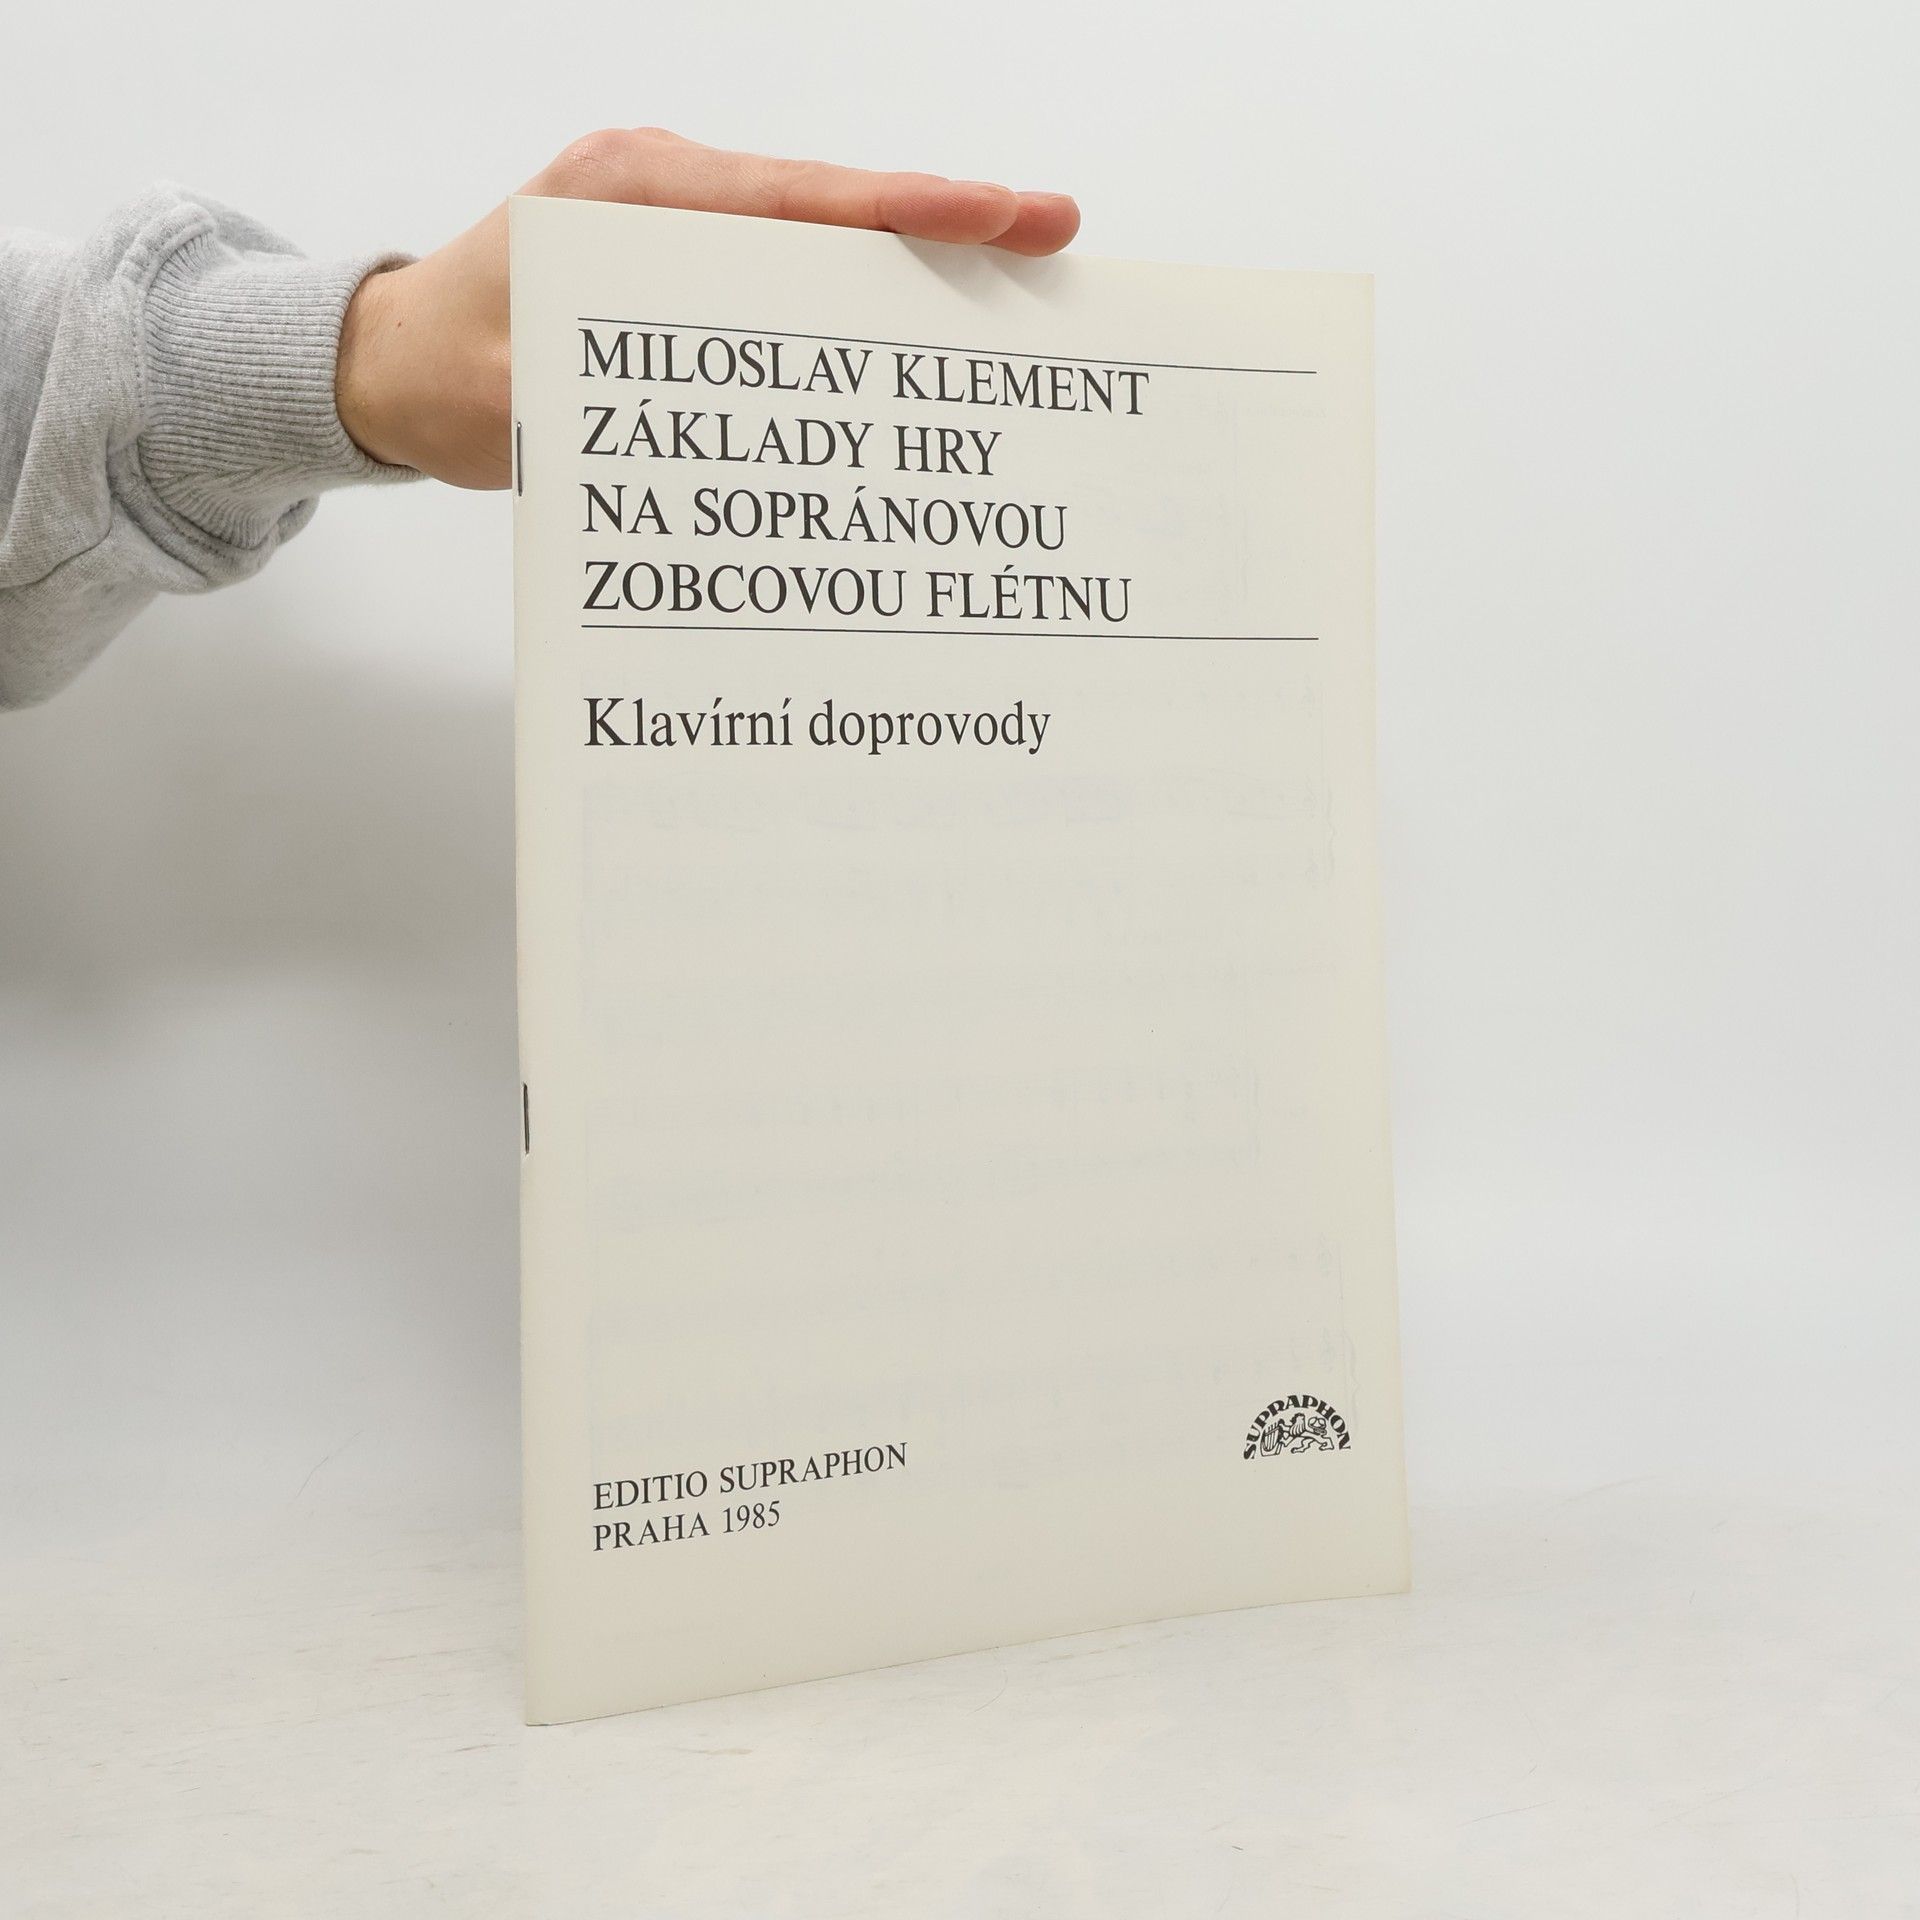 MILOSLAV KLEMENT
ZÁKLADY HRY
NA SOPRÁNOVOU
ZOBCOVOU FLÉTNU
Klavírní doprovody
SUPRAPHON
EDITIO SUPRAPHON
PRAHA 1985